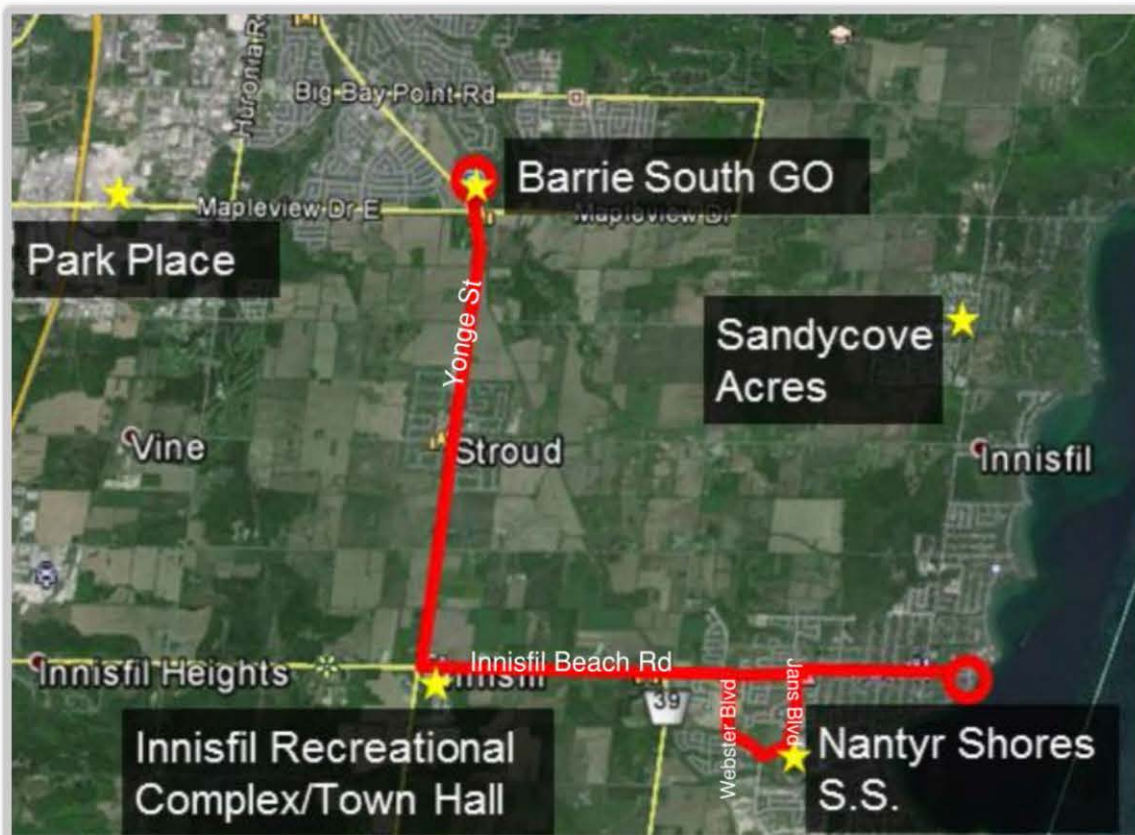 Huronia R
Big Bay Point Rd
Barrie South GO
Mapleview Dr E
Mapleview Dr
Park Place
Yonge St
Sandycove
Acres
Vine
Stroud
Innisfil
Innisfil Heights
Innisfil Beach Rd
39
Webster Blvd
Jans Blvd
Innisfil Recreational
Complex/Town Hall
Nantyr Shores
S.S.